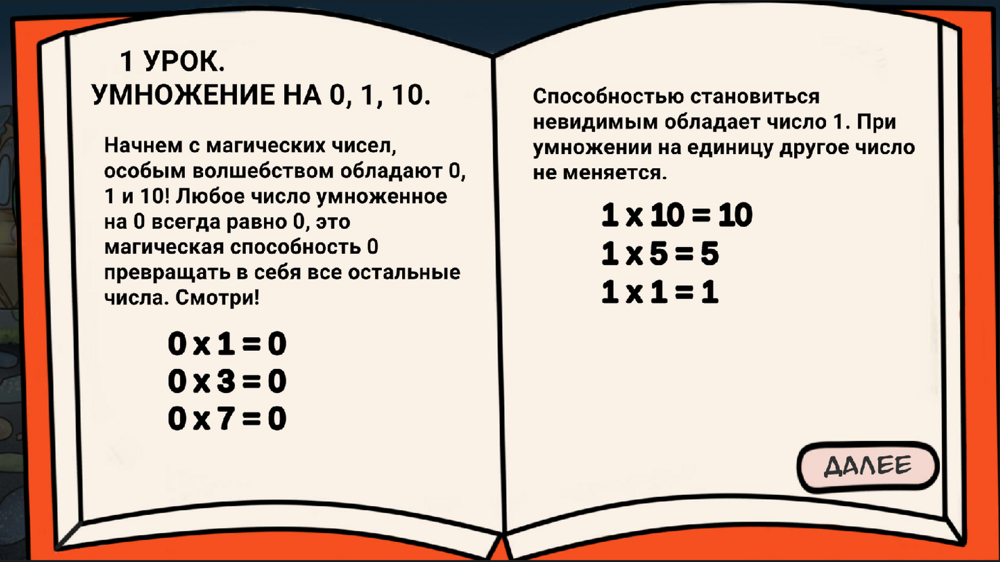 1 УРОК.
УМНОЖЕНИЕ НА 0, 1, 10.
Начнем с магических чисел,
особым волшебством обладают 0,
1 и 10! Любое число умноженное
на 0 всегда равно 0, это
магическая способность 0
превращать в себя все остальные
числа. Смотри!
0 x 1 = 0
0 x 3 = 0
0 x 7 = 0
Способностью становиться
невидимым обладает число 1. При
умножении на единицу другое число
не меняется.
1 x 10 = 10
1 x 5 = 5
1 x 1 = 1
ДАЛЕЕ